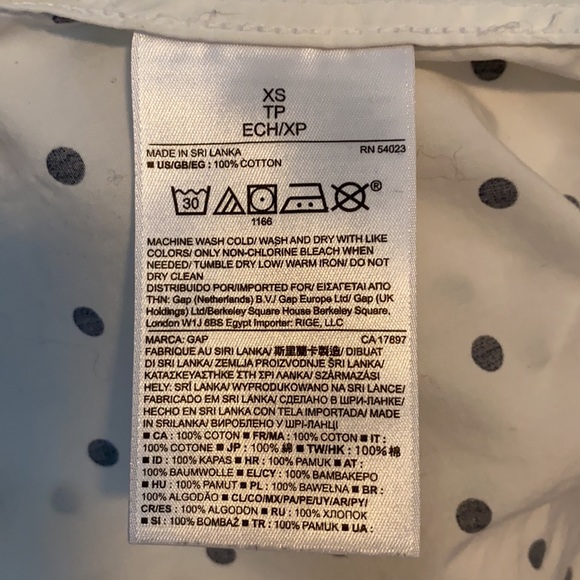 XS
TP
ECH/XP
MADE IN SRI LANKA RN 54023
■ US/GB/EG : 100% COTTON
30
®
1166
MACHINE WASH COLD/ WASH AND DRY WITH LIKE
COLORS/ ONLY NON-CHLORINE BLEACH WHEN
NEEDED/ TUMBLE DRY LOW/ WARM IRON/ DO NOT
DRY CLEAN
DISTRIBUIDO POR/IMPORTED FOR/ ΕΙΣΑΓΕΤΑΙ ΑΠΟ
ΤΗΝ: Gap (Netherlands) B.V./ Gap Europe Ltd/ Gap (UK
Holdings) Ltd/Berkeley Square House Berkeley Square,
London W1J 6BS Egypt Importer: RIGE, LLC
MARCA: GAP CA 17897
FABRIQUE AU SRI LANKA/ 斯里蘭卡製造/ DIBUAT
DI SRI LANKA/ ZEMLJA PROIZVODNJE ŠRI LANKA/
ΚΑΤΑΣΚΕΥΑΣΤΗΚΕ ΣΤΗ ΣΡΙ ΛΑΝΚΑ/ SZÁRMAZÁSI
HELY: SRÍ LANKA/ WYPRODUKOWANO NA SRI LANCE/
FABRICADO EM SRI LANKA/ СДЕЛАНО В ШРИ-ЛАНКЕ/
HECHO EN SRI LANKA CON TELA IMPORTADA/ MADE
IN SRILANKA/ ВИРОБЛЕНО У ШРІ-ЛАНЦІ
■ CA : 100% COTON ■ FR/MA : 100% COTON ■ IT :
100% COTONE ■ JP : 100% 綿 ■ TW/HK : 100% 棉
■ ID : 100% KAPAS ■ HR : 100% PAMUK ■ AT :
100% BAUMWOLLE ■ EL/CY : 100% ΒΑΜΒΑΚΕΡΟ
■ HU : 100% PAMUT ■ PL : 100% BAWEŁNA ■ BR :
100% ALGODÃO ■ CL/CO/MX/PA/PE/UY/AR/PY/
CR/ES : 100% ALGODON ■ RU : 100% ХЛОПОК
■ SI : 100% BOMBAŽ ■ TR : 100% PAMUK ■ UA :